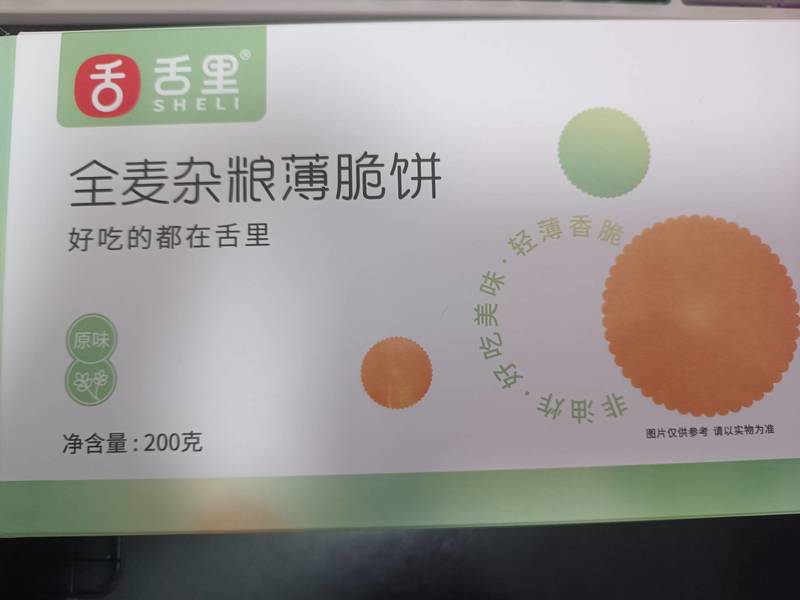 舌 舌里®
SHELI
全麦杂粮薄脆饼
好吃的都在舌里
轻薄香脆
好吃美味
非油炸
原味
净含量:200克
图片仅供参考 请以实物为准